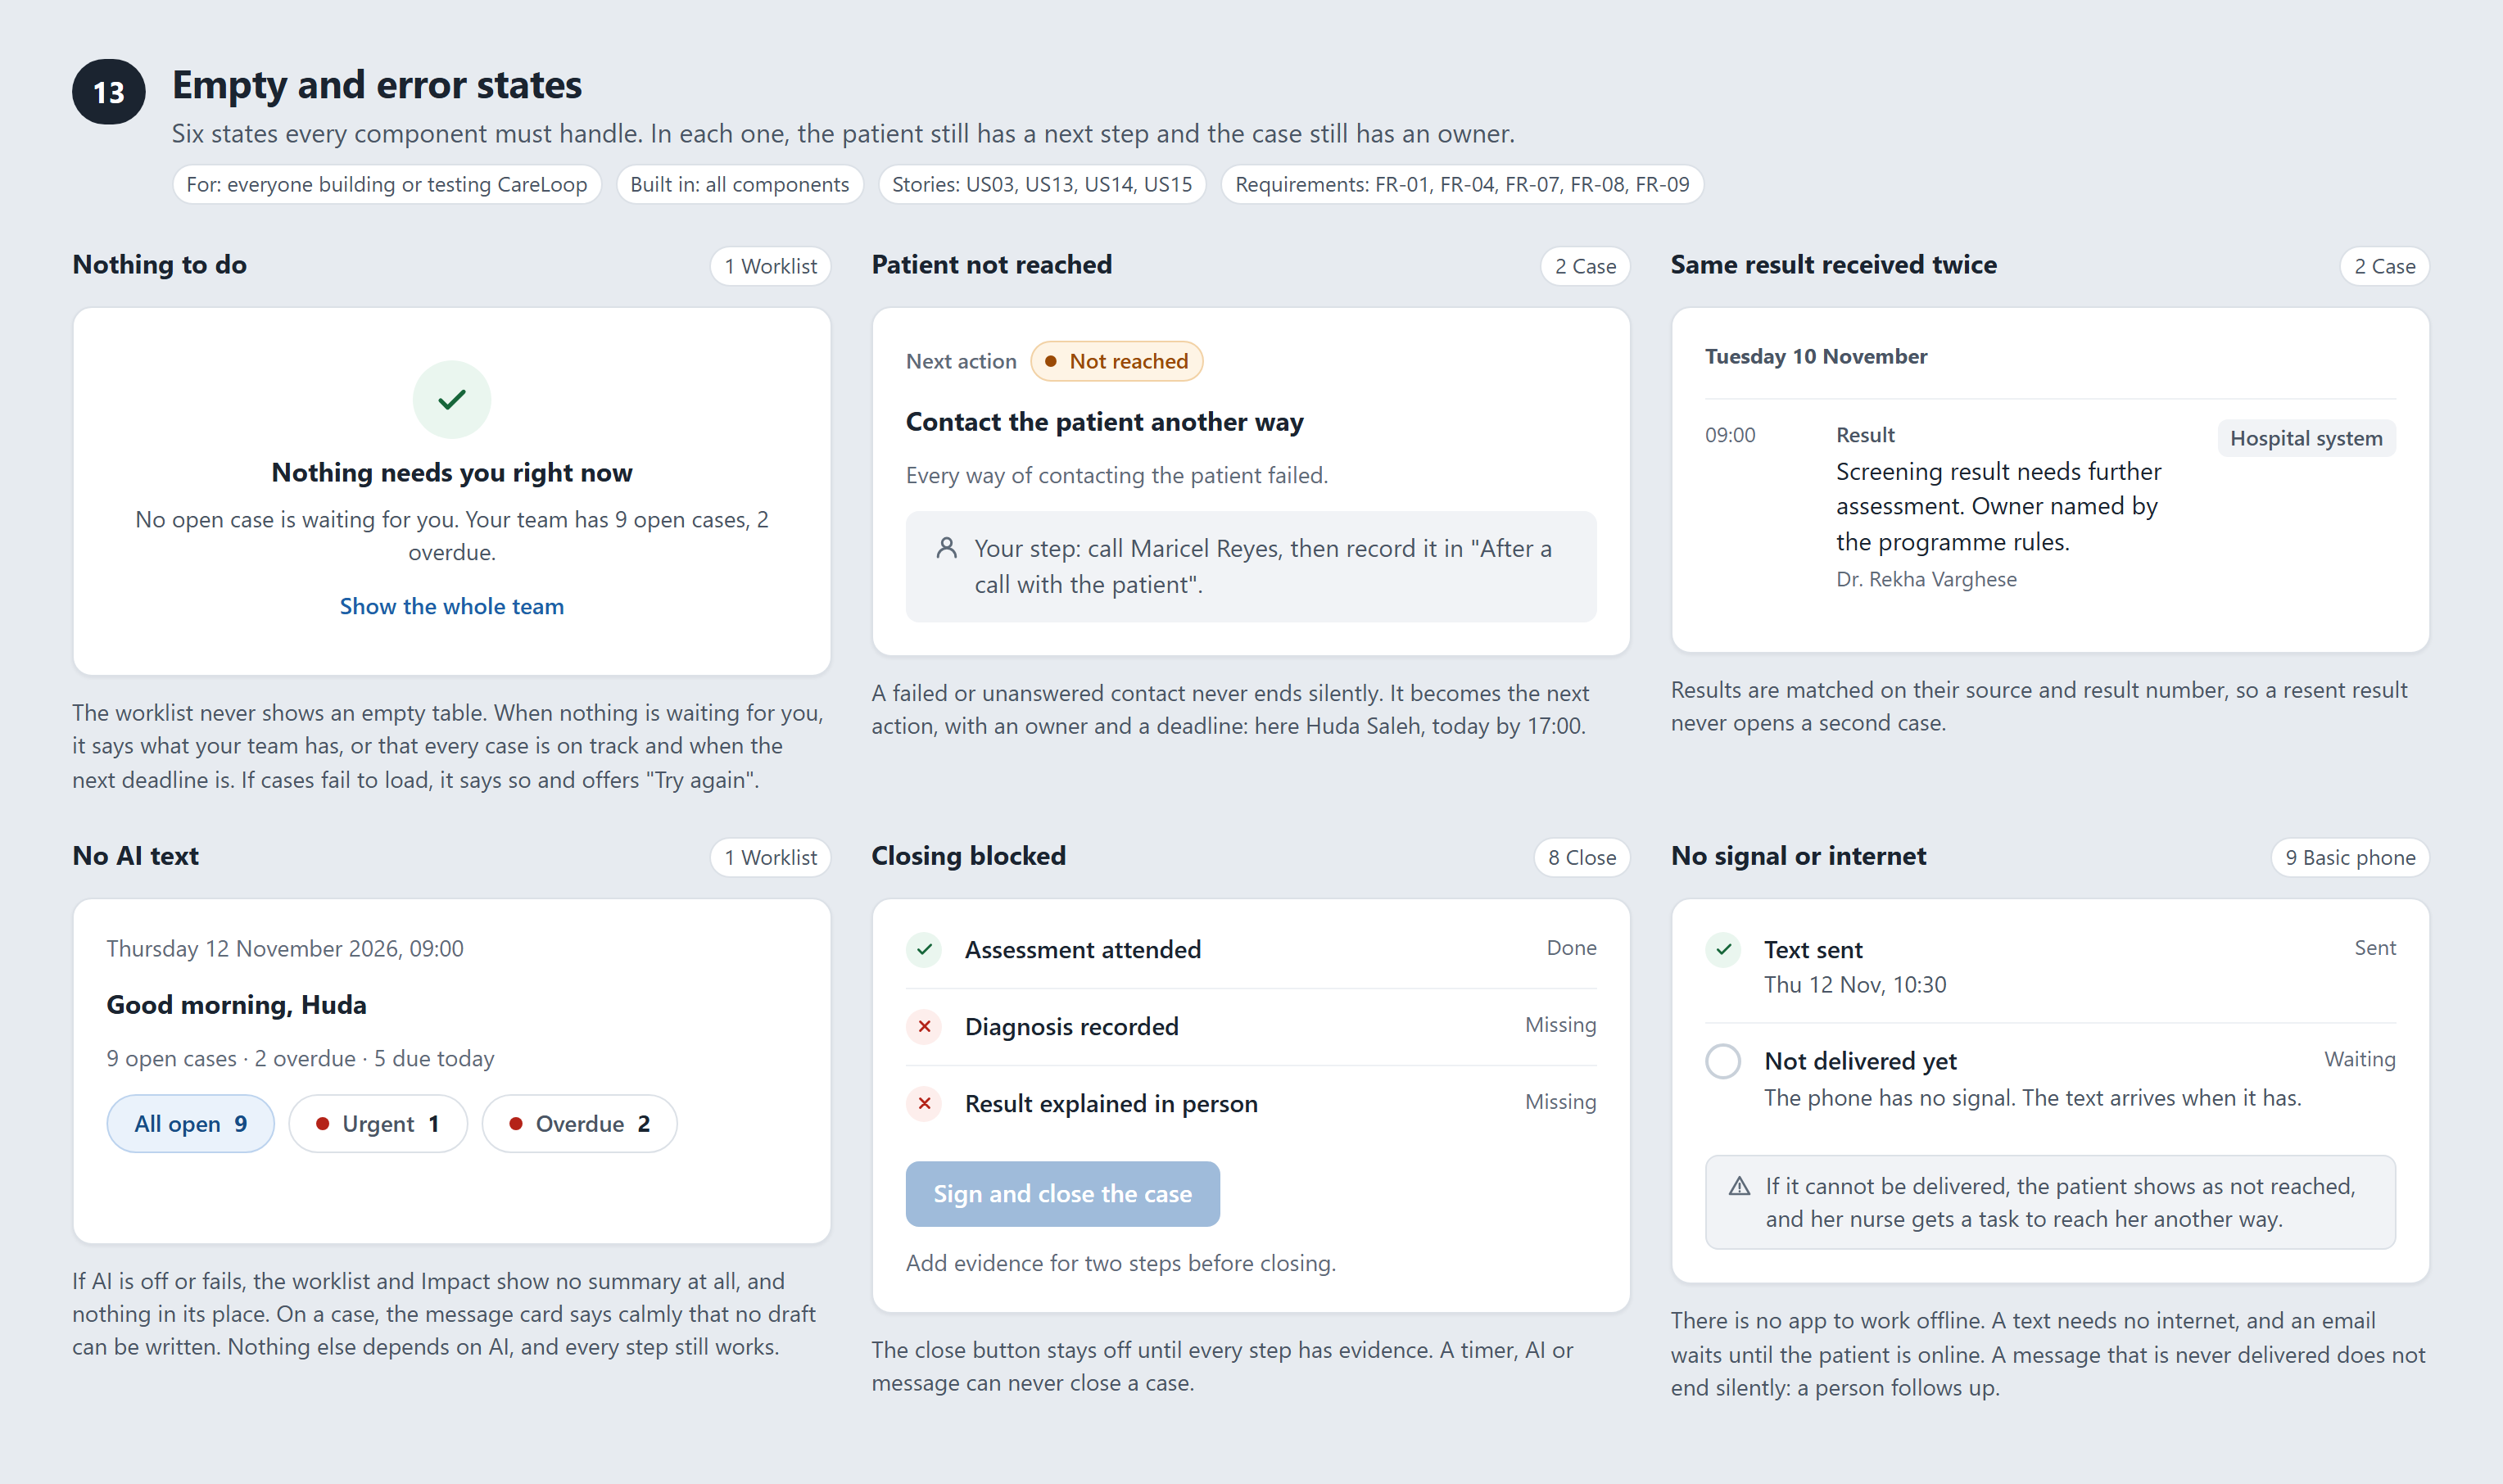 13
Empty and error states
Six states every component must handle. In each one, the patient still has a next step and the case still has an owner.
For: everyone building or testing CareLoop
Built in: all components
Stories: US03, US13, US14, US15
Requirements: FR-01, FR-04, FR-07, FR-08, FR-09
Nothing to do
1 Worklist
Nothing needs you right now
No open case is waiting for you. Your team has 9 open cases, 2
overdue.
Show the whole team
The worklist never shows an empty table. When nothing is waiting for you,
it says what your team has, or that every case is on track and when the
next deadline is. If cases fail to load, it says so and offers "Try again".
Patient not reached
2 Case
Next action
Not reached
Contact the patient another way
Every way of contacting the patient failed.
Your step: call Maricel Reyes, then record it in "After a
call with the patient".
A failed or unanswered contact never ends silently. It becomes the next
action, with an owner and a deadline: here Huda Saleh, today by 17:00.
Same result received twice
2 Case
Tuesday 10 November
09:00
Result
Hospital system
Screening result needs further
assessment. Owner named by
the programme rules.
Dr. Rekha Varghese
Results are matched on their source and result number, so a resent result
never opens a second case.
No AI text
1 Worklist
Thursday 12 November 2026, 09:00
Good morning, Huda
9 open cases · 2 overdue · 5 due today
All open 9
Urgent 1
Overdue 2
If AI is off or fails, the worklist and Impact show no summary at all, and
nothing in its place. On a case, the message card says calmly that no draft
can be written. Nothing else depends on AI, and every step still works.
Closing blocked
8 Close
Assessment attended
Done
Diagnosis recorded
Missing
Result explained in person
Missing
Sign and close the case
Add evidence for two steps before closing.
The close button stays off until every step has evidence. A timer, AI or
message can never close a case.
No signal or internet
9 Basic phone
Text sent
Sent
Thu 12 Nov, 10:30
Not delivered yet
Waiting
The phone has no signal. The text arrives when it has.
If it cannot be delivered, the patient shows as not reached,
and her nurse gets a task to reach her another way.
There is no app to work offline. A text needs no internet, and an email
waits until the patient is online. A message that is never delivered does not
end silently: a person follows up.